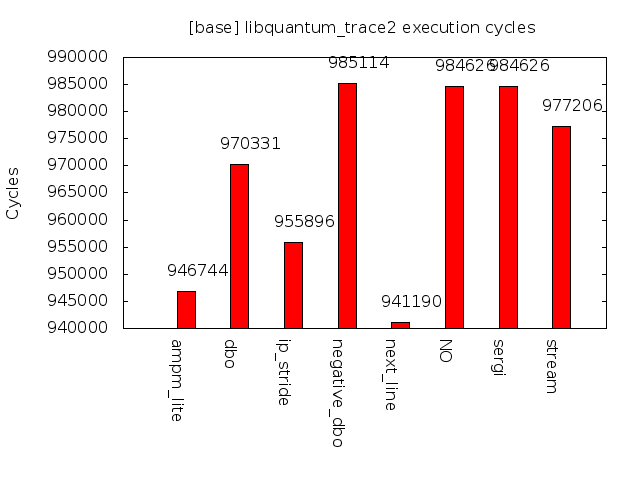 [base] libquantum_trace2 execution cycles
990000
985000
980000
975000
970000
965000
960000
955000
950000
945000
940000
Cycles
946744
970331
955896
985114
941190
984626
984626
977206
ampm_lite
dbo
ip_stride
negative_dbo
next_line
NO
sergi
stream